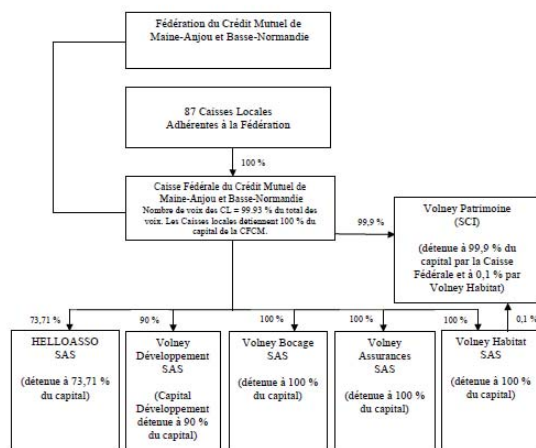 Fédération du Crédit Mutuel de
Maine-Anjou et Basse-Normandie
87 Caisses Locales
Adhérentes à la Fédération
100 %
Caisse Fédérale du Crédit Mutuel de
Maine-Anjou et Basse-Normandie
Nombre de voix des CL = 99.93 % du total des
voix. Les Caisses locales détiennent 100 % du
capital de la CFCM.
99,9 %
Volney Patrimoine
(SCI)
(détenue à 99,9 % du
capital par la Caisse
Fédérale et à 0,1 % par
Volney Habitat)
73,71 %
90 %
100 %
100 %
100 %
0,1 %
HELLOASSO
SAS
(détenue à 73,71 %
du capital)
Volney
Développement
SAS
(Capital
Développement
détenue à 90 %
du capital)
Volney Bocage
SAS
(détenue à 100 %
du capital)
Volney
Assurances SAS
(détenue à 100 %
du capital)
Volney Habitat
SAS
(détenue à 100 %
du capital)